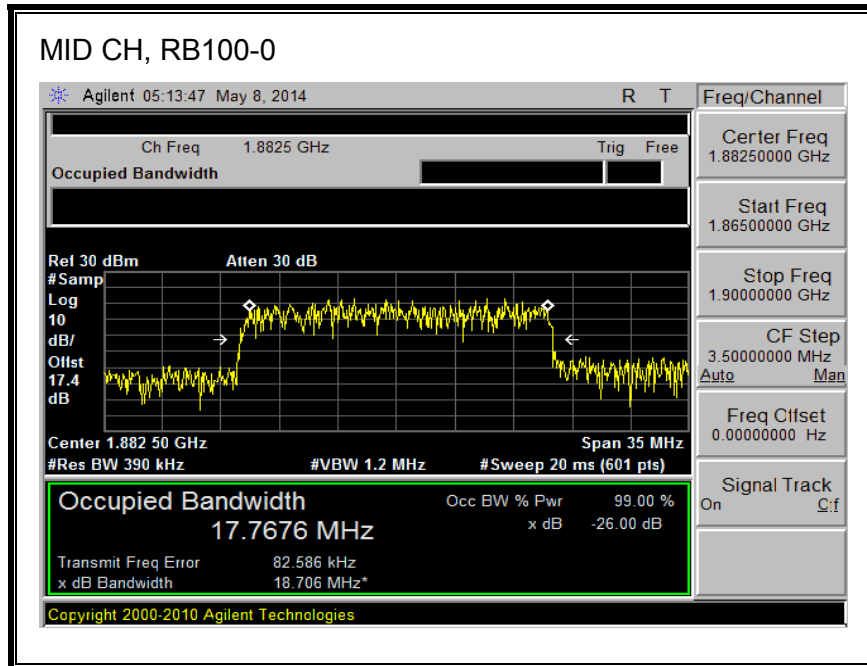 MID CH, RB100-0
Agilent 05:13:47 May 8, 2014 R T
Freq/Channel
Ch Freq 1.8825 GHz Trig Free
Occupied Bandwidth
Center Freq
1.88250000 GHz
Start Freq
1.86500000 GHz
Stop Freq
1.90000000 GHz
CF Step
3.50000000 MHz
Auto Man
Freq Offset
0.00000000 Hz
Signal Track
On Off
Ref 30 dBm Atten 30 dB
#Samp
Log
10
dB/
Offst
17.4
dB
Center 1.882 50 GHz Span 35 MHz
#Res BW 390 kHz #VBW 1.2 MHz #Sweep 20 ms (601 pts)
Occupied Bandwidth
17.7676 MHz
Occ BW % Pwr 99.00 %
x dB -26.00 dB
Transmit Freq Error 82.586 kHz
x dB Bandwidth 18.706 MHz*
Copyright 2000-2010 Agilent Technologies